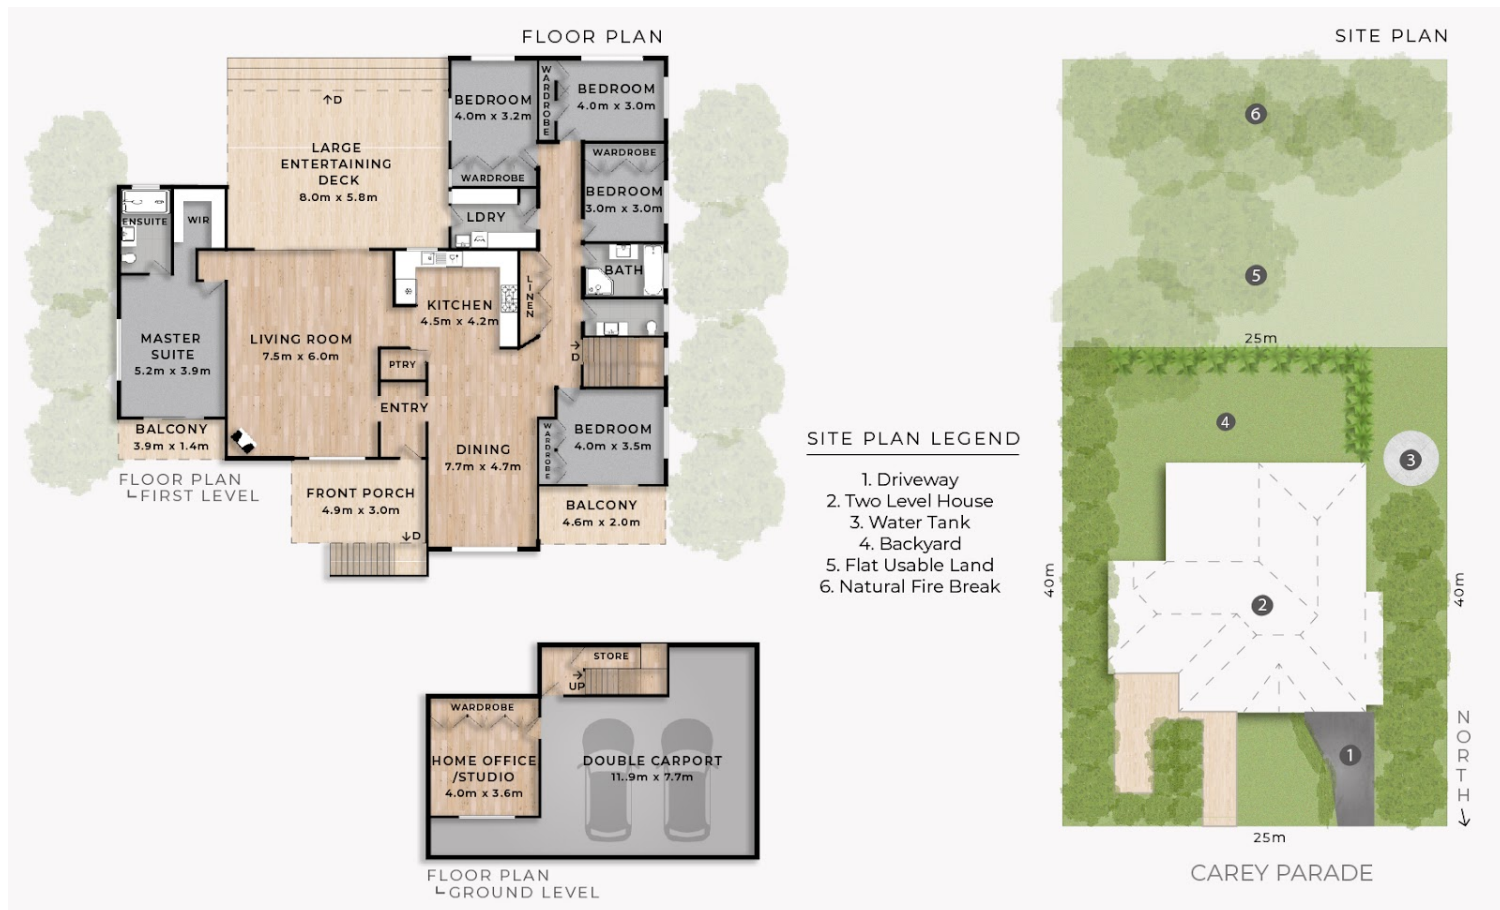 FLOOR PLAN
WARDROBE
BEDROOM
4.0m x 3.2m
BEDROOM
4.0m x 3.0m
↑D
LARGE
ENTERTAINING
DECK
8.0m x 5.8m
WARDROBE
WARDROBE
BEDROOM
3.0m x 3.0m
ENSUITE
WIR
LDRY
BATH
LINEN
KITCHEN
4.5m x 4.2m
MASTER
SUITE
5.2m x 3.9m
LIVING ROOM
7.5m x 6.0m
→
D
PTRY
ENTRY
BALCONY
3.9m x 1.4m
WARDROBE
BEDROOM
4.0m x 3.5m
DINING
7.7m x 4.7m
FLOOR PLAN
FIRST LEVEL
FRONT PORCH
4.9m x 3.0m
↓D
BALCONY
4.6m x 2.0m
STORE
→
UP
WARDROBE
HOME OFFICE
/STUDIO
4.0m x 3.6m
DOUBLE CARPORT
11..9m x 7.7m
FLOOR PLAN
GROUND LEVEL
SITE PLAN LEGEND
1. Driveway
2. Two Level House
3. Water Tank
4. Backyard
5. Flat Usable Land
6. Natural Fire Break
SITE PLAN
6
5
25m
4
3
40m
40m
2
1
NORTH →
25m
CAREY PARADE